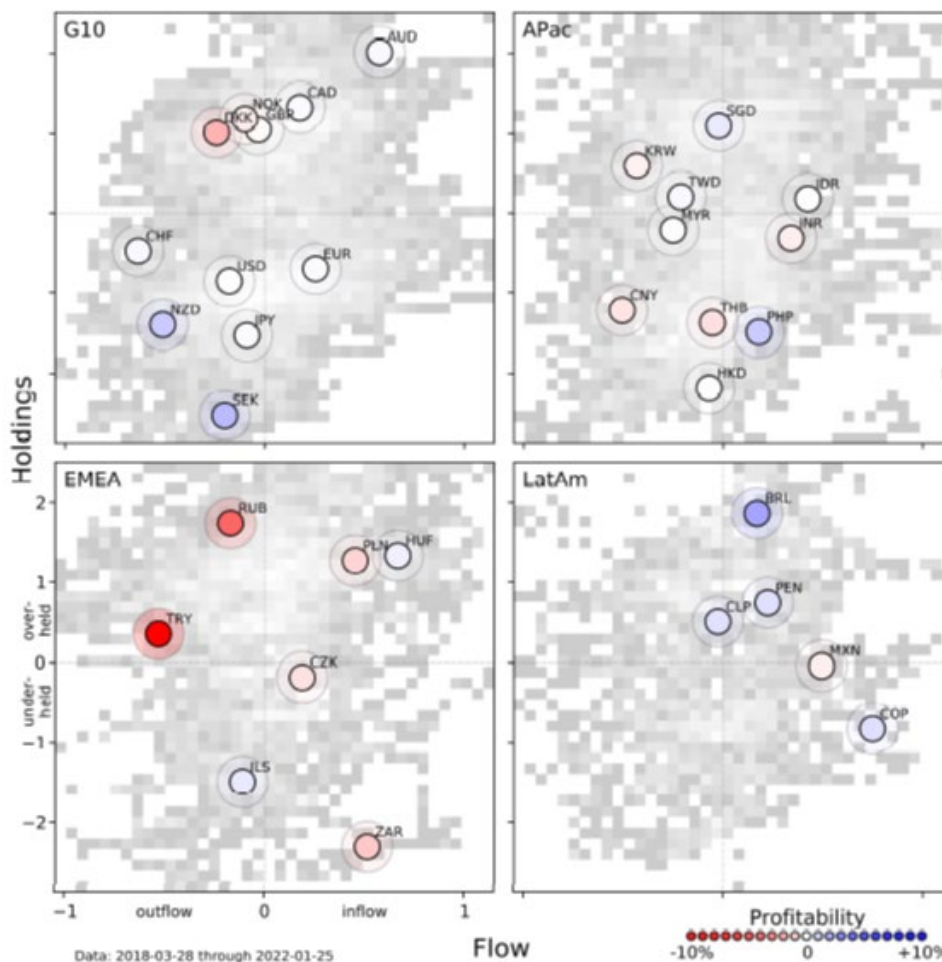 G10
AUD
NOK
CAD
DKK
GBR
CHF
USD
EUR
NZD
JPY
SEK
APac
SGD
KRW
TWD
IDR
MYR
INR
CNY
THB
PHP
HKD
Holdings
EMEA
2
RUB
PLN
HUF
1
over-
held
TRY
0
CZK
under-
held
−1
ILS
−2
ZAR
LatAm
BRL
PEN
CLP
MXN
COP
−1
outflow
0
inflow
1
Flow
Profitability
-10%
0
+10%
Data: 2018-03-28 through 2022-01-25